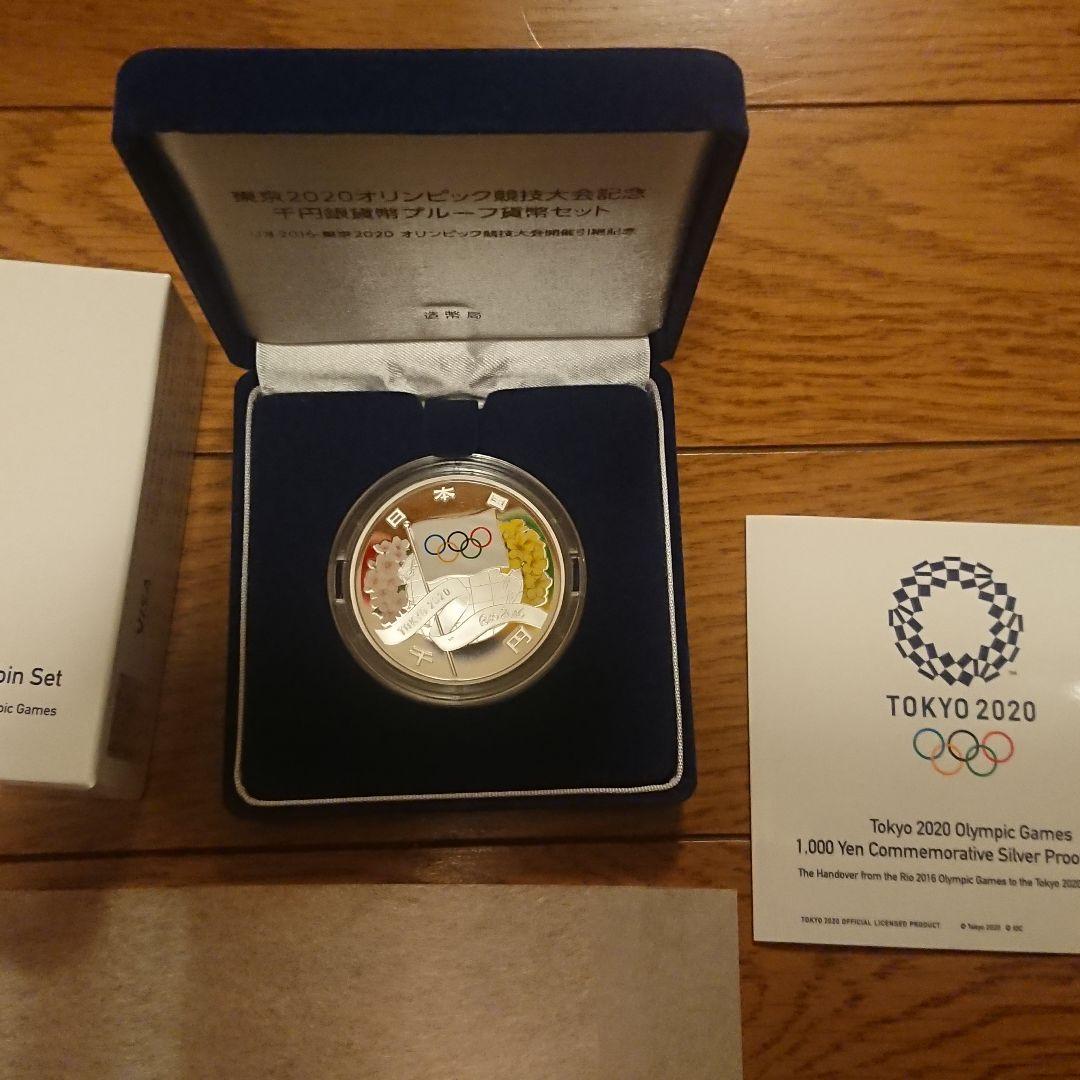 東京2020オリンピック競技大会記念
千円銀貨幣プルーフ貨幣セット
リオ2016-東京2020 オリンピック競技大会開催引継記念
造幣局
日本国
TOKYO 2020
Rio 2016
千円
VISA
oin Set
pic Games
TM
TOKYO 2020
Tokyo 2020 Olympic Games
1,000 Yen Commemorative Silver Proo
The Handover from the Rio 2016 Olympic Games to the Tokyo 2020
TOKYO 2020 OFFICIAL LICENSED PRODUCT © Tokyo 2020 © IOC